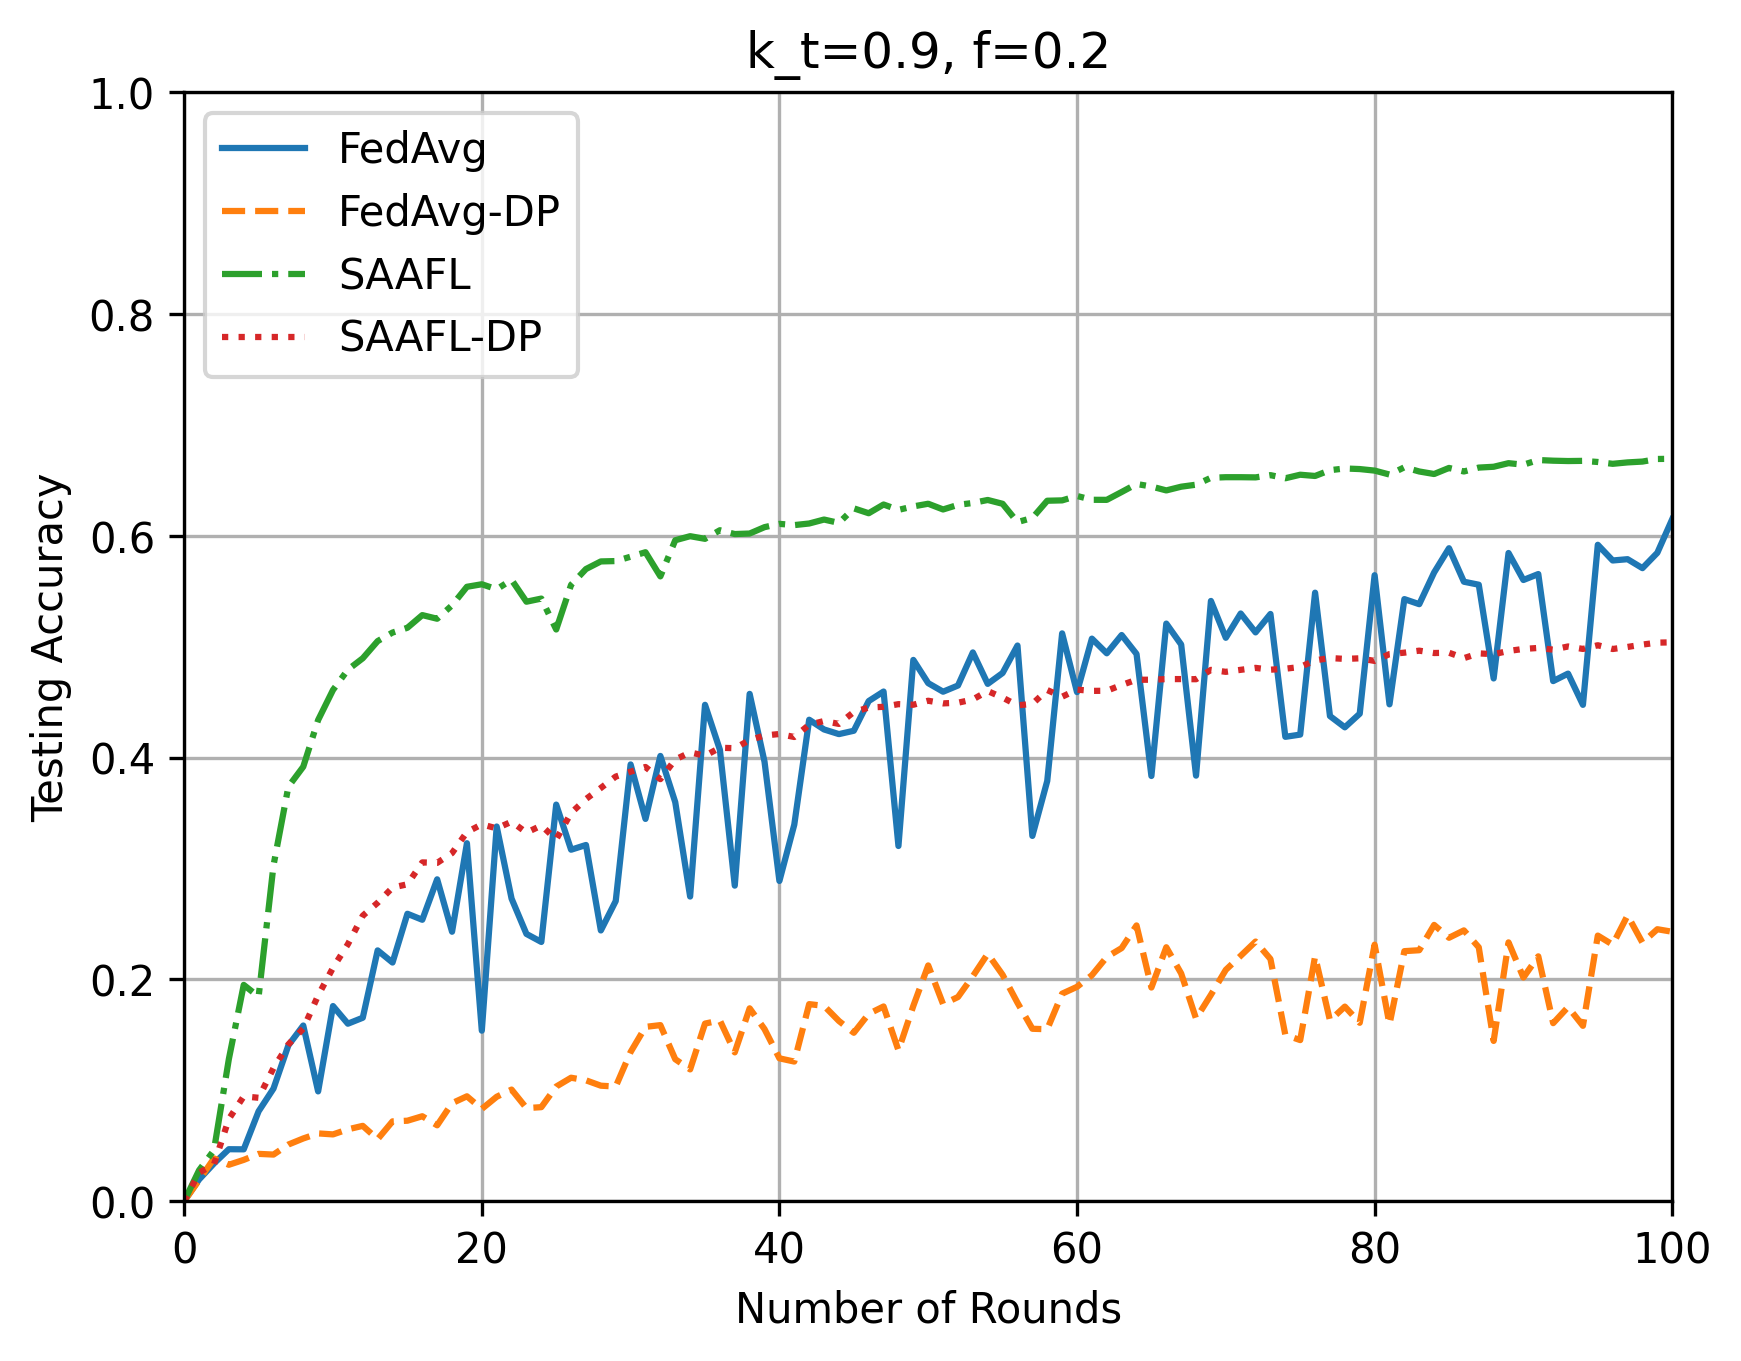 k_t=0.9, f=0.2
1.0
0.8
0.6
0.4
0.2
0.0
Testing Accuracy
FedAvg
FedAvg-DP
SAAFL
SAAFL-DP
0 20 40 60 80 100
Number of Rounds